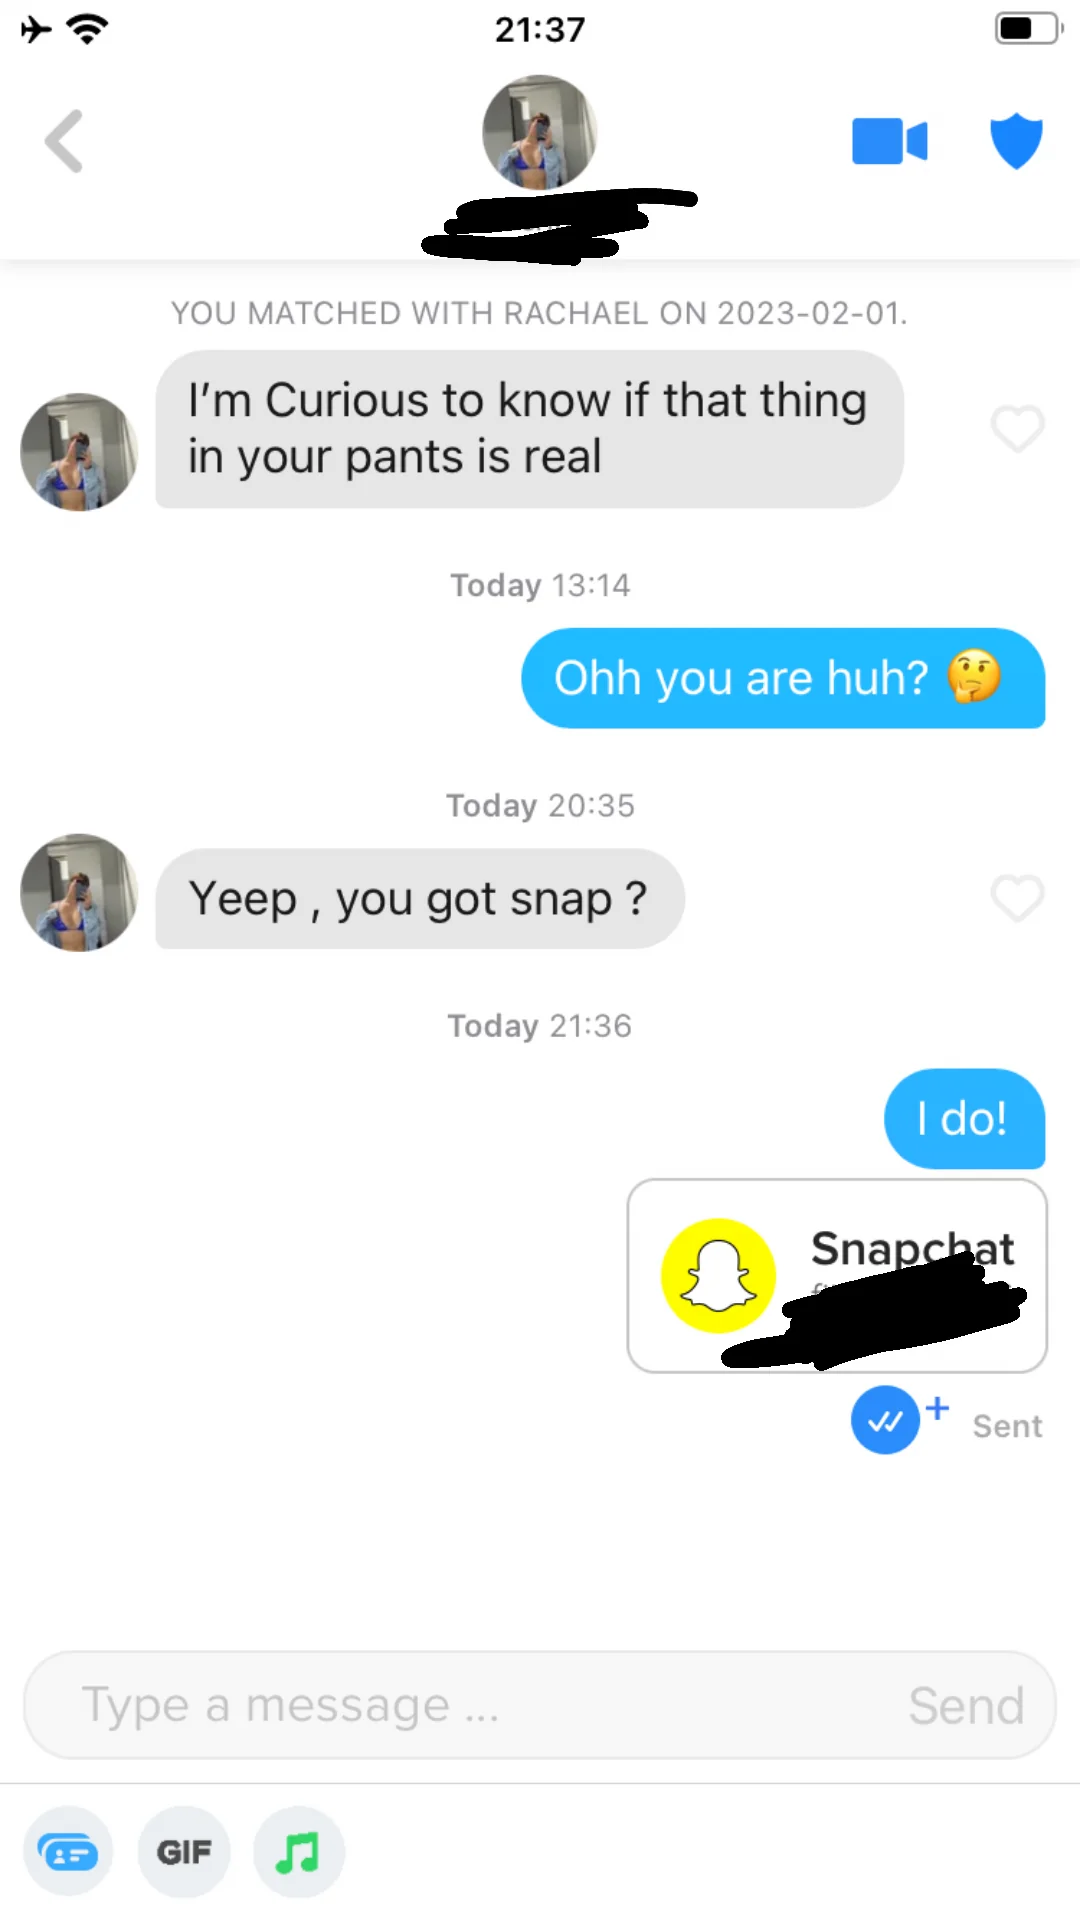 21:37
YOU MATCHED WITH RACHAEL ON 2023-02-01.
I'm Curious to know if that thing
in your pants is real
Today 13:14
Ohh you are huh? 🤔
Today 20:35
Yeep , you got snap ?
Today 21:36
I do!
Snapchat
Sent
Type a message ...
Send
GIF